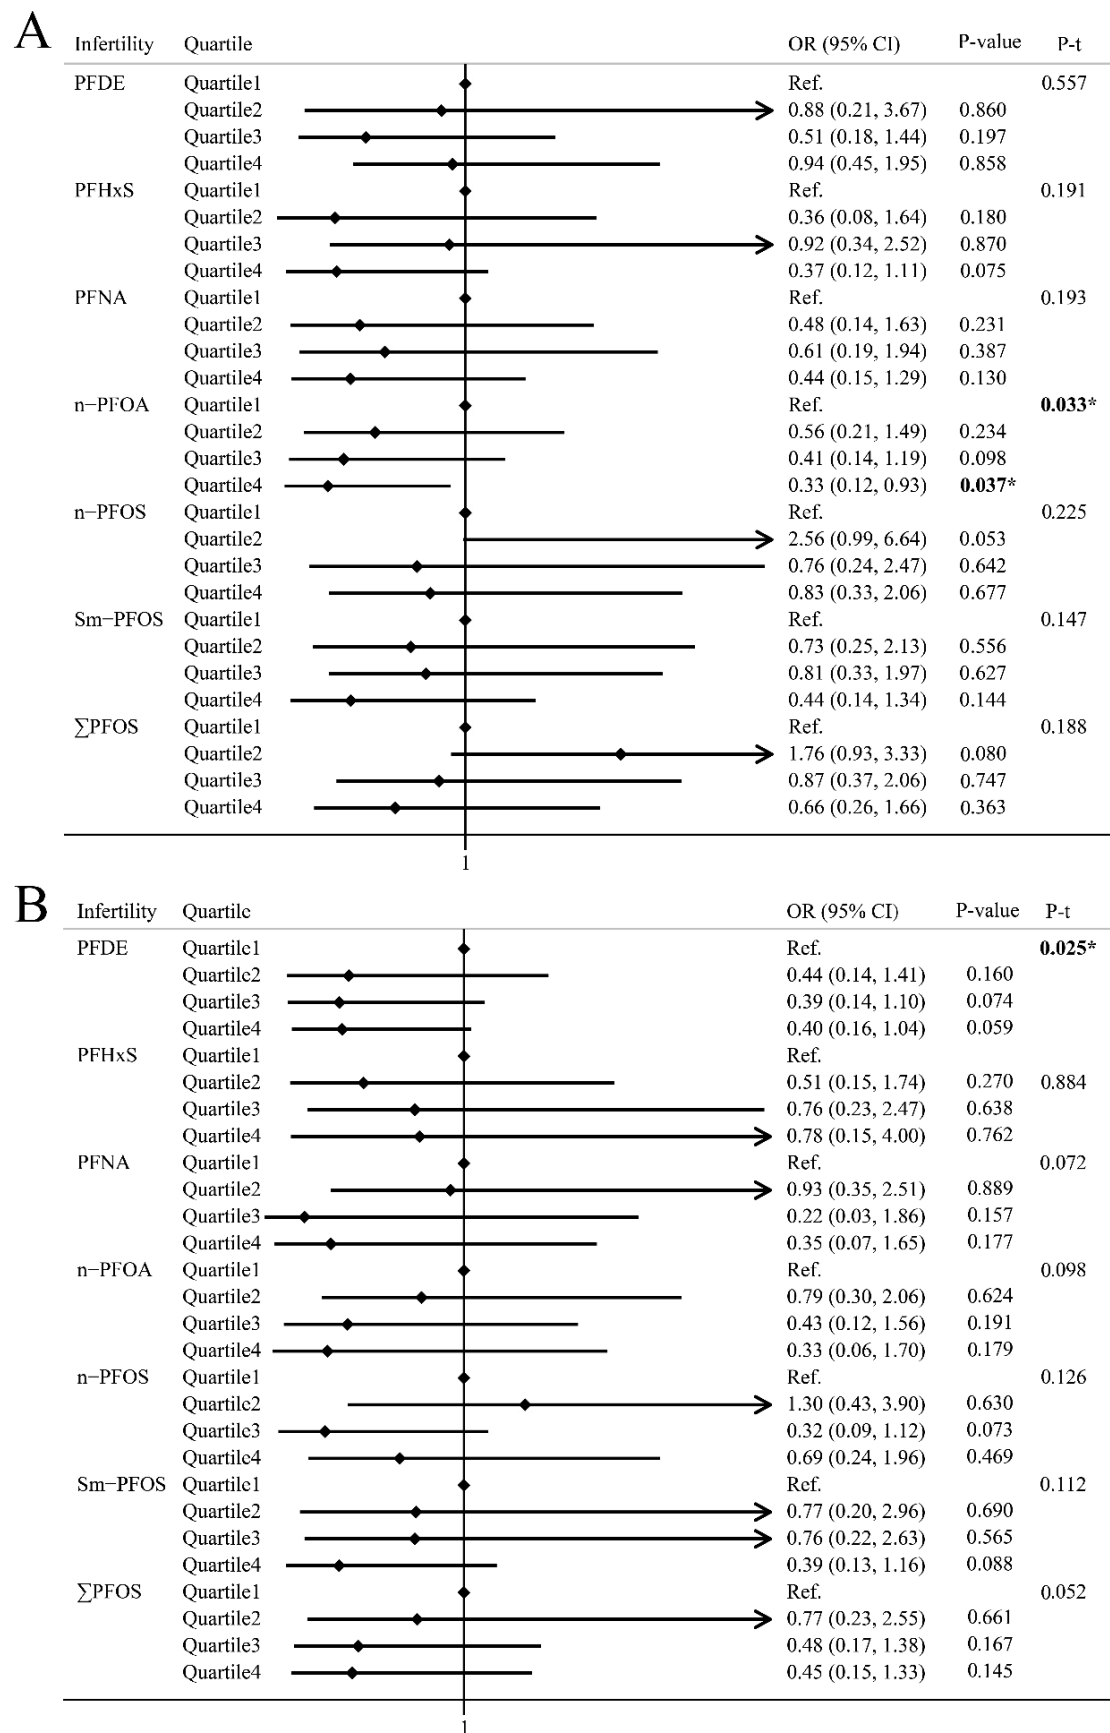 A
Infertility Quartile OR (95% CI) P-value P-t
PFDE Quartile1 Ref. 0.557
Quartile2 0.88 (0.21, 3.67) 0.860
Quartile3 0.51 (0.18, 1.44) 0.197
Quartile4 0.94 (0.45, 1.95) 0.858
PFHxS Quartile1 Ref. 0.191
Quartile2 0.36 (0.08, 1.64) 0.180
Quartile3 0.92 (0.34, 2.52) 0.870
Quartile4 0.37 (0.12, 1.11) 0.075
PFNA Quartile1 Ref. 0.193
Quartile2 0.48 (0.14, 1.63) 0.231
Quartile3 0.61 (0.19, 1.94) 0.387
Quartile4 0.44 (0.15, 1.29) 0.130
n−PFOA Quartile1 Ref. 0.033*
Quartile2 0.56 (0.21, 1.49) 0.234
Quartile3 0.41 (0.14, 1.19) 0.098
Quartile4 0.33 (0.12, 0.93) 0.037*
n−PFOS Quartile1 Ref. 0.225
Quartile2 2.56 (0.99, 6.64) 0.053
Quartile3 0.76 (0.24, 2.47) 0.642
Quartile4 0.83 (0.33, 2.06) 0.677
Sm−PFOS Quartile1 Ref. 0.147
Quartile2 0.73 (0.25, 2.13) 0.556
Quartile3 0.81 (0.33, 1.97) 0.627
Quartile4 0.44 (0.14, 1.34) 0.144
∑PFOS Quartile1 Ref. 0.188
Quartile2 1.76 (0.93, 3.33) 0.080
Quartile3 0.87 (0.37, 2.06) 0.747
Quartile4 0.66 (0.26, 1.66) 0.363
1
B
Infertility Quartile OR (95% CI) P-value P-t
PFDE Quartile1 Ref. 0.025*
Quartile2 0.44 (0.14, 1.41) 0.160
Quartile3 0.39 (0.14, 1.10) 0.074
Quartile4 0.40 (0.16, 1.04) 0.059
PFHxS Quartile1 Ref.
Quartile2 0.51 (0.15, 1.74) 0.270 0.884
Quartile3 0.76 (0.23, 2.47) 0.638
Quartile4 0.78 (0.15, 4.00) 0.762
PFNA Quartile1 Ref. 0.072
Quartile2 0.93 (0.35, 2.51) 0.889
Quartile3 0.22 (0.03, 1.86) 0.157
Quartile4 0.35 (0.07, 1.65) 0.177
n−PFOA Quartile1 Ref. 0.098
Quartile2 0.79 (0.30, 2.06) 0.624
Quartile3 0.43 (0.12, 1.56) 0.191
Quartile4 0.33 (0.06, 1.70) 0.179
n−PFOS Quartile1 Ref. 0.126
Quartile2 1.30 (0.43, 3.90) 0.630
Quartile3 0.32 (0.09, 1.12) 0.073
Quartile4 0.69 (0.24, 1.96) 0.469
Sm−PFOS Quartile1 Ref. 0.112
Quartile2 0.77 (0.20, 2.96) 0.690
Quartile3 0.76 (0.22, 2.63) 0.565
Quartile4 0.39 (0.13, 1.16) 0.088
∑PFOS Quartile1 Ref. 0.052
Quartile2 0.77 (0.23, 2.55) 0.661
Quartile3 0.48 (0.17, 1.38) 0.167
Quartile4 0.45 (0.15, 1.33) 0.145
1